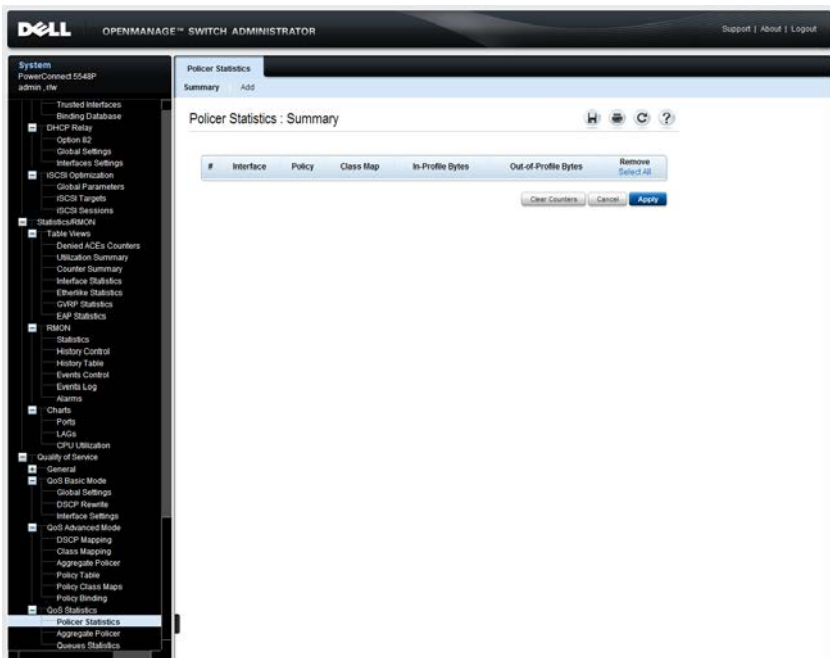 DELL
OPENMANAGE™ SWITCH ADMINISTRATOR
Support | About | Logout
System
PowerConnect 5548P
admin , r/w
Trusted Interfaces
Binding Database
DHCP Relay
Option 82
Global Settings
Interfaces Settings
iSCSI Optimization
Global Parameters
iSCSI Targets
iSCSI Sessions
Statistics/RMON
Table Views
Denied ACEs Counters
Utilization Summary
Counter Summary
Interface Statistics
Etherlike Statistics
GVRP Statistics
EAP Statistics
RMON
Statistics
History Control
History Table
Events Control
Events Log
Alarms
Charts
Ports
LAGs
CPU Utilization
Quality of Service
General
QoS Basic Mode
Global Settings
DSCP Rewrite
Interface Settings
QoS Advanced Mode
DSCP Mapping
Class Mapping
Aggregate Policer
Policy Table
Policy Class Maps
Policy Binding
QoS Statistics
Policer Statistics
Aggregate Policer
Queues Statistics
Policer Statistics
Summary Add
Policer Statistics : Summary
?
# Interface Policy Class Map In-Profile Bytes Out-of-Profile Bytes Remove
Select All
Clear Counters Cancel Apply